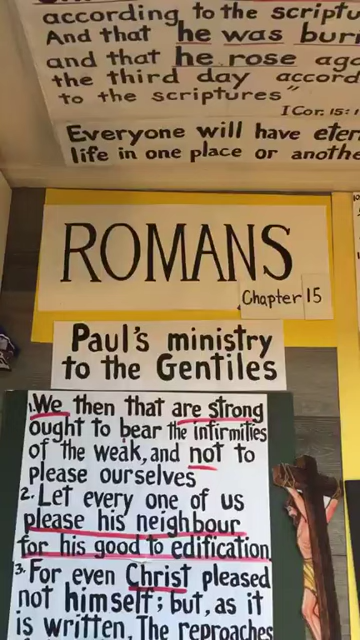 according to the scriptu
And that he was buri
and that he rose aga
the third day accord
to the scriptures"
I Cor. 15:
Everyone will have eter
life in one place or anothe
ROMANS
Chapter 15
Paul's ministry
to the Gentiles
1. We then that are strong
ought to bear the infirmities
of the weak, and not to
please ourselves
2. Let every one of us
please his neighbour
for his good to edification
3. For even Christ pleased
not himself; but, as it
is written, The reproaches